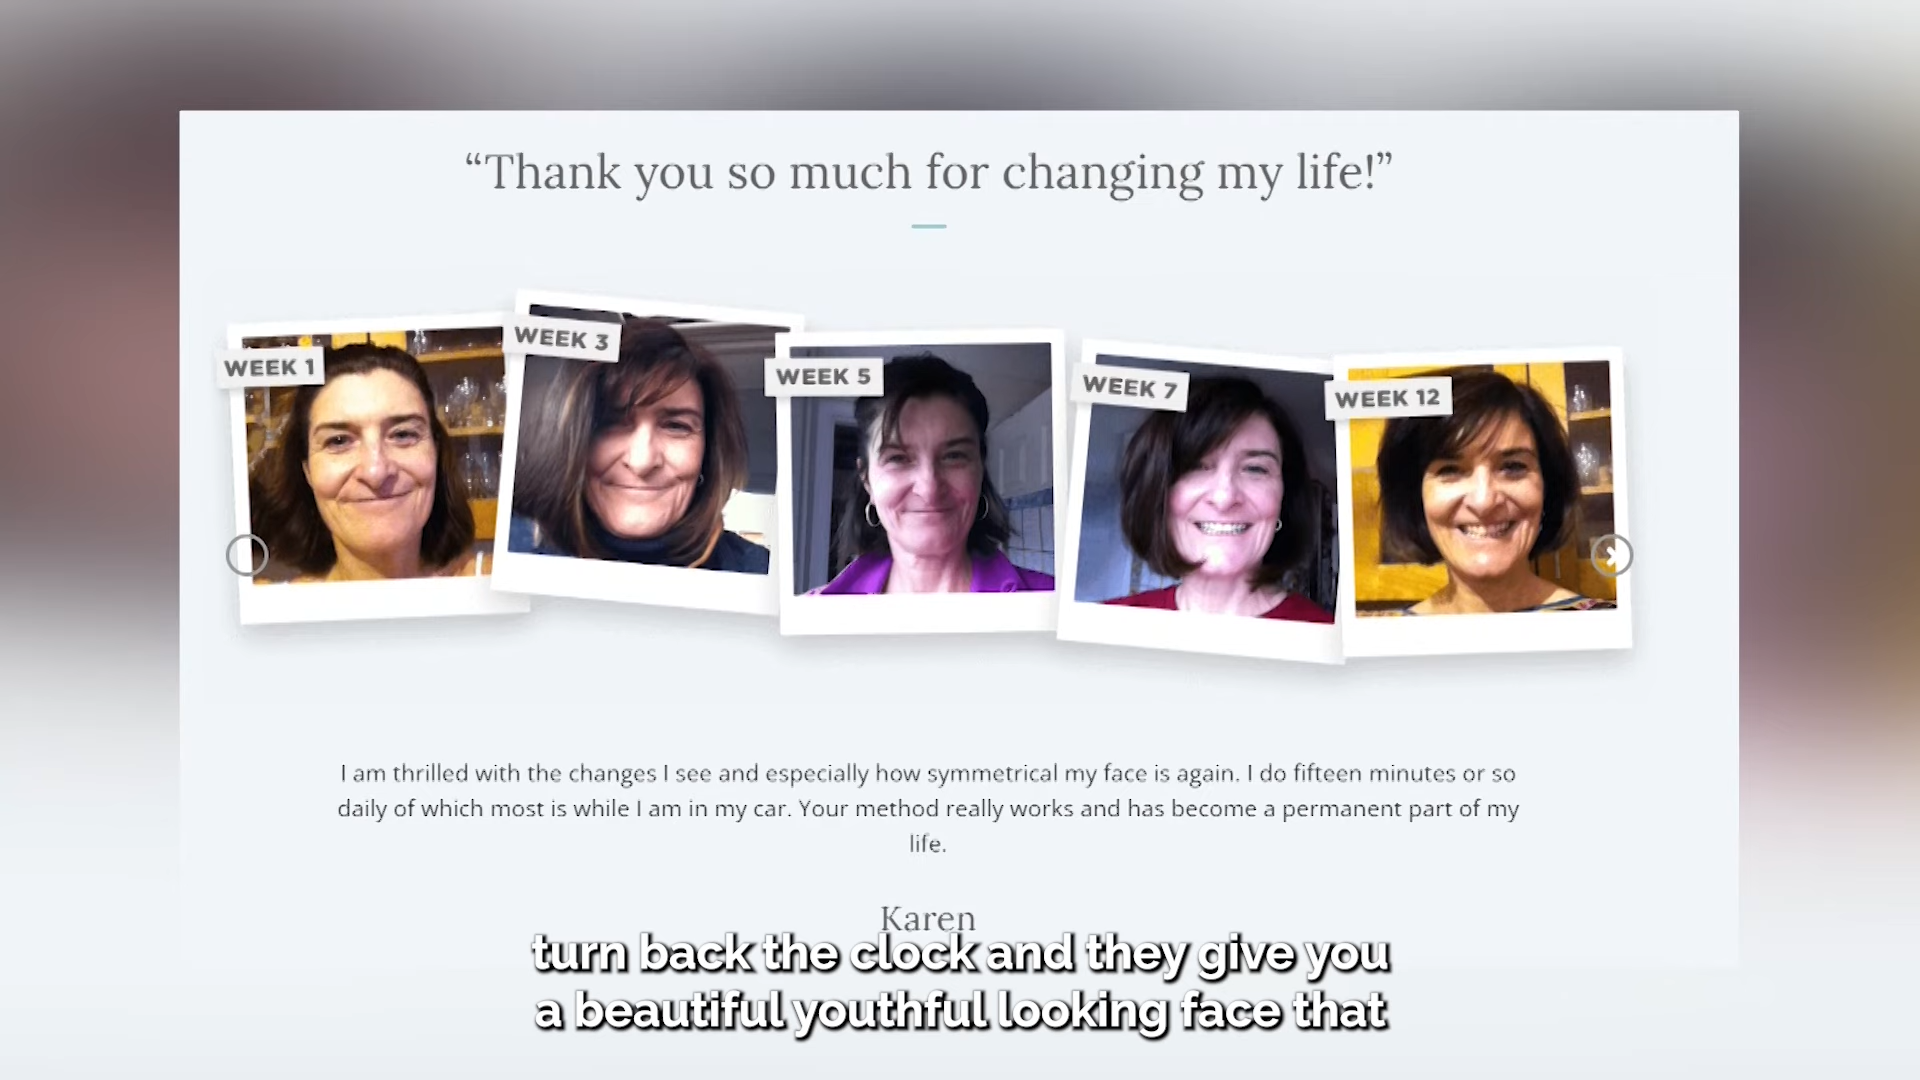 “Thank you so much for changing my life!”
WEEK 1
WEEK 3
WEEK 5
WEEK 7
WEEK 12
I am thrilled with the changes I see and especially how symmetrical my face is again. I do fifteen minutes or so
daily of which most is while I am in my car. Your method really works and has become a permanent part of my
life.
Karen
turn back the clock and they give you
a beautiful youthful looking face that